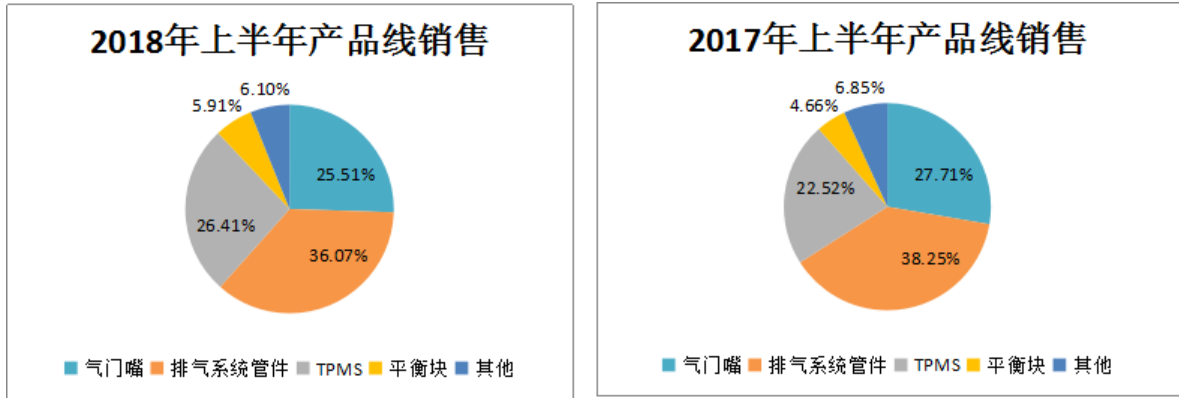 2018年上半年产品线销售
6.10%
5.91%
25.51%
26.41%
36.07%
气门嘴 排气系统管件 TPMS 平衡块 其他
2017年上半年产品线销售
6.85%
4.66%
27.71%
22.52%
38.25%
气门嘴 排气系统管件 TPMS 平衡块 其他